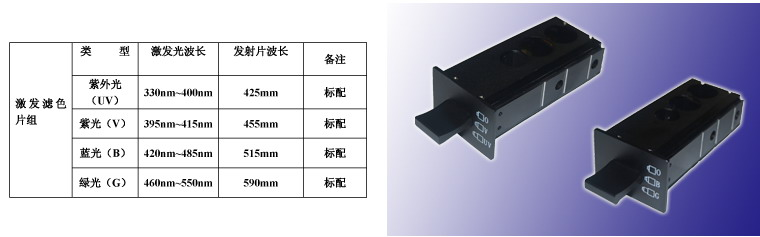 类 型 激发光波长 发射片波长 备注
激发滤色片组
紫外光（UV） 330nm~400nm 425mm 标配
紫光（V） 395nm~415nm 455mm 标配
蓝光（B） 420nm~485nm 515mm 标配
绿光（G） 460nm~550nm 590mm 标配
O
V
UV
O
B
G